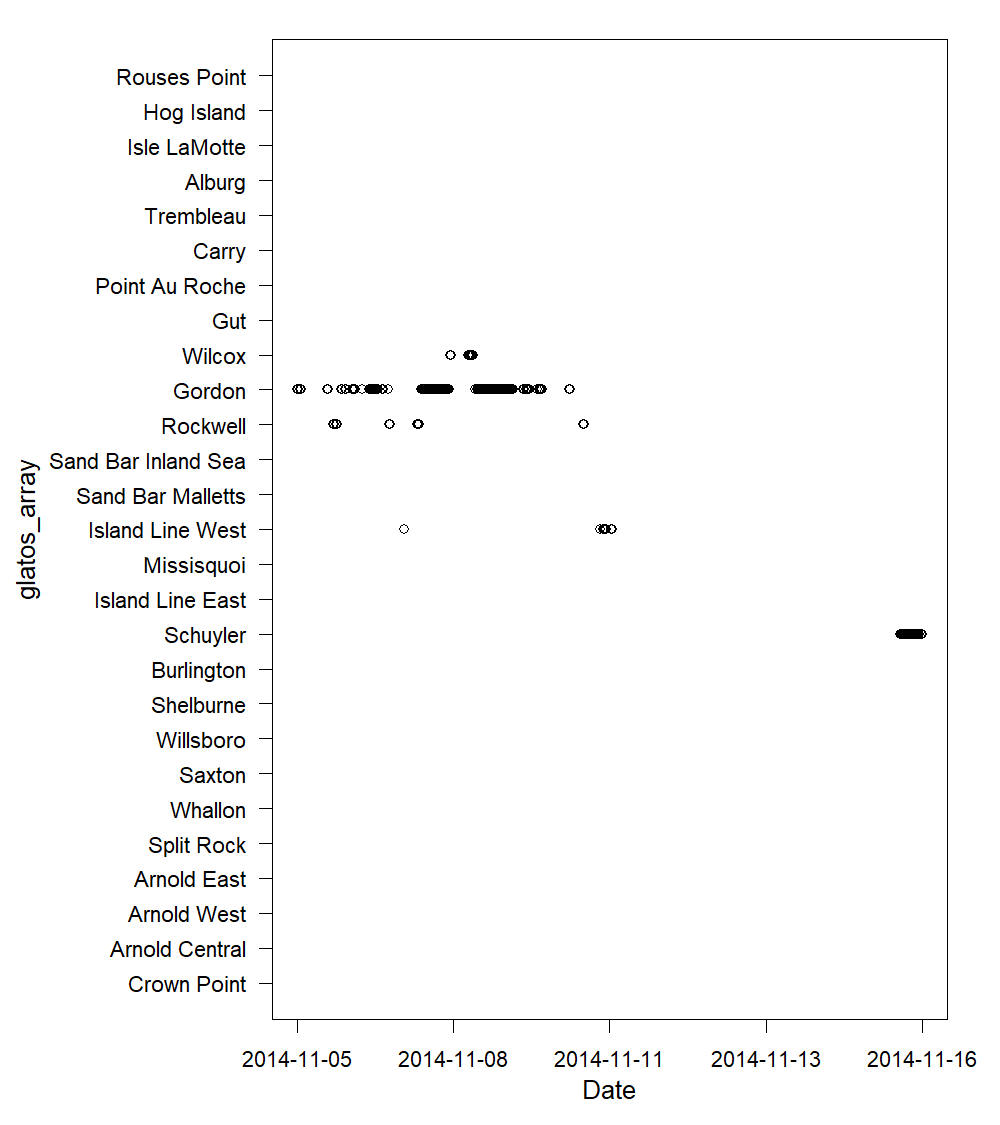 Rouses Point
Hog Island
Isle LaMotte
Alburg
Trembleau
Carry
Point Au Roche
Gut
Wilcox
Gordon
Rockwell
Sand Bar Inland Sea
Sand Bar Malletts
Island Line West
Missisquoi
Island Line East
Schuyler
Burlington
Shelburne
Willsboro
Saxton
Whallon
Split Rock
Arnold East
Arnold West
Arnold Central
Crown Point
glatos_array
2014-11-05 2014-11-08 2014-11-11 2014-11-13 2014-11-16
Date